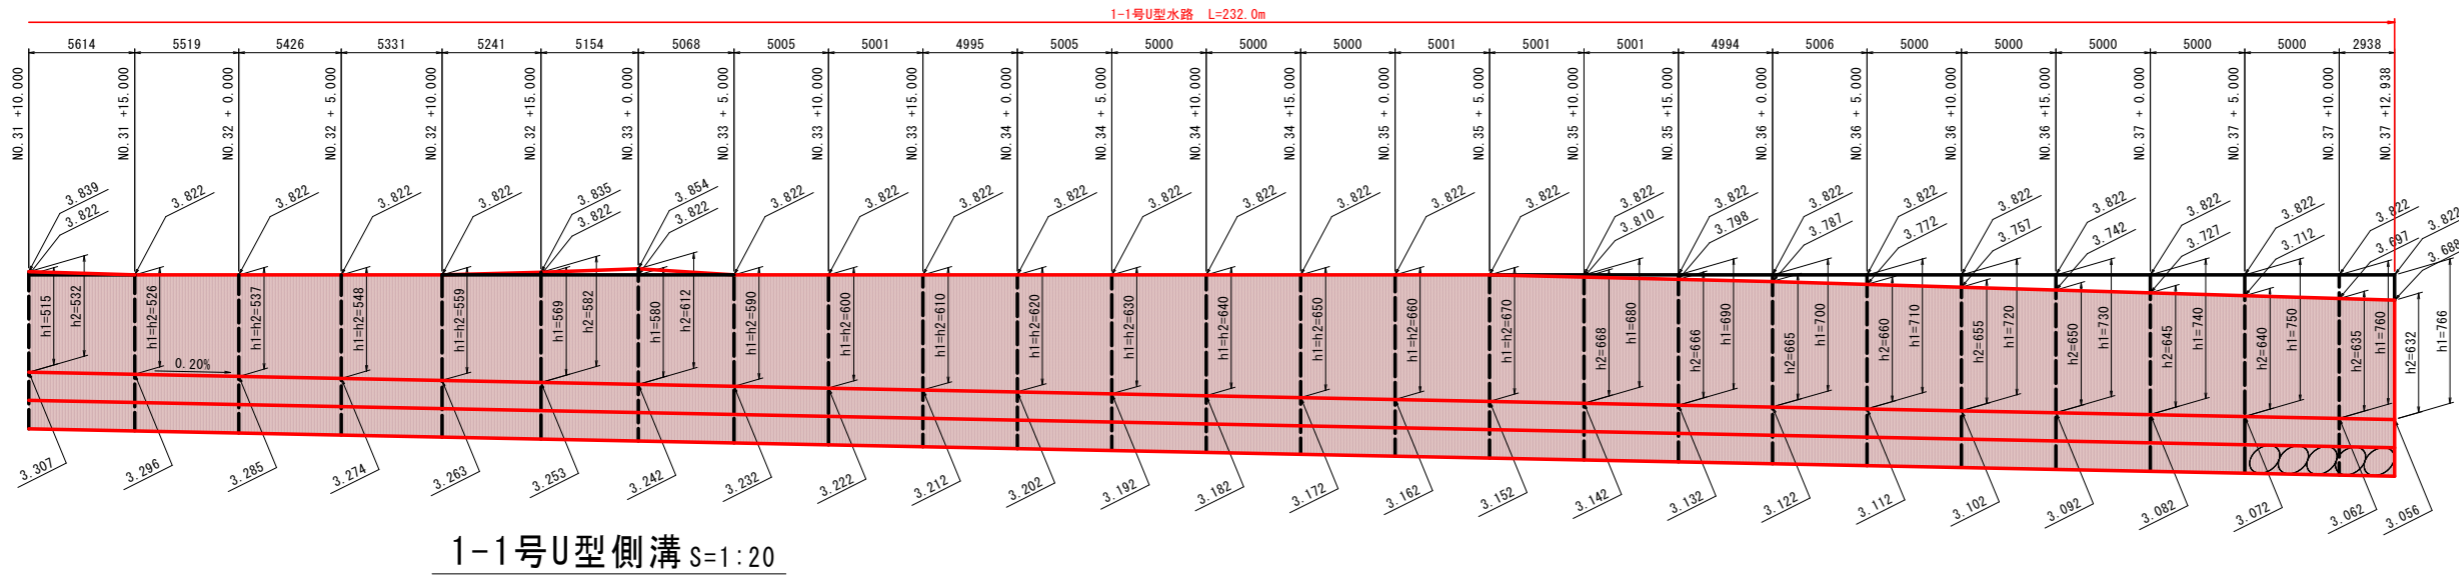 1-1号U型水路 L=232.0m
5614 5519 5426 5331 5241 5154 5068 5005 5001 4995 5005 5000 5000 5000 5001 5001 5001 4994 5006 5000 5000 5000 5000 5000 2938
NO.31 +10.000
NO.31 +15.000
NO.32 + 0.000
NO.32 + 5.000
NO.32 +10.000
NO.32 +15.000
NO.33 + 0.000
NO.33 + 5.000
NO.33 +10.000
NO.33 +15.000
NO.34 + 0.000
NO.34 + 5.000
NO.34 +10.000
NO.34 +15.000
NO.35 + 0.000
NO.35 + 5.000
NO.35 +10.000
NO.35 +15.000
NO.36 + 0.000
NO.36 + 5.000
NO.36 +10.000
NO.36 +15.000
NO.37 + 0.000
NO.37 + 5.000
NO.37 +10.000
NO.37 +12.938
3.839
3.822
3.822
3.822
3.822
3.822
3.835
3.822
3.854
3.822
3.822
3.822
3.822
3.822
3.822
3.822
3.822
3.822
3.822
3.822
3.810
3.822
3.798
3.822
3.787
3.822
3.772
3.822
3.757
3.822
3.742
3.822
3.727
3.822
3.712
3.822
3.697
3.822
3.688
h1=515
h2=532
h1=h2=526
h1=h2=537
h1=h2=548
h1=h2=559
h1=569
h2=582
h1=580
h2=612
h1=h2=590
h1=h2=600
h1=h2=610
h1=h2=620
h1=h2=630
h1=h2=640
h1=h2=650
h1=h2=660
h1=h2=670
h2=668
h1=680
h2=666
h1=690
h2=665
h1=700
h2=660
h1=710
h2=655
h1=720
h2=650
h1=730
h2=645
h1=740
h2=640
h1=750
h2=635
h1=760
h2=632
h1=766
0.20%
3.307
3.296
3.285
3.274
3.263
3.253
3.242
3.232
3.222
3.212
3.202
3.192
3.182
3.172
3.162
3.152
3.142
3.132
3.122
3.112
3.102
3.092
3.082
3.072
3.062
3.056
1-1号U型側溝 S=1:20